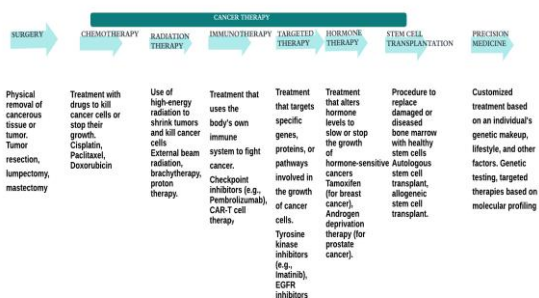 CANCER THERAPY
SURGERY
CHEMOTHERAPY
RADIATION
THERAPY
IMMUNOTHERAPY
TARGETED
THERAPY
HORMONE
THERAPY
STEM CELL
TRANSPLANTATION
PRECISION
MEDICINE
Physical
removal of
cancerous
tissue or
tumor.
Tumor
resection,
lumpectomy,
mastectomy
Treatment with
drugs to kill
cancer cells or
stop their
growth.
Cisplatin,
Paclitaxel,
Doxorubicin
Use of
high-energy
radiation to
shrink tumors
and kill cancer
cells
External beam
radiation,
brachytherapy,
proton
therapy.
Treatment that
uses the
body's own
immune
system to fight
cancer.
Checkpoint
inhibitors (e.g.,
Pembrolizumab),
CAR-T cell
therapy
Treatment
that targets
specific
genes,
proteins, or
pathways
involved in
the growth
of cancer
cells.
Tyrosine
kinase
inhibitors
(e.g.,
Imatinib),
EGFR
inhibitors
Treatment
that alters
hormone
levels to
slow or stop
the growth
of
hormone-sensitive
cancer
Tamoxifen
(for breast
cancer),
Androgen
deprivation
therapy (for
prostate
cancer).
Procedure to
replace
damaged or
diseased
bone marrow
with healthy
stem cells
Autologous
stem cell
transplant,
allogeneic
stem cell
transplant.
Customized
treatment based
on an individual's
genetic makeup,
lifestyle, and other
factors. Genetic
testing, targeted
therapies based on
molecular profiling